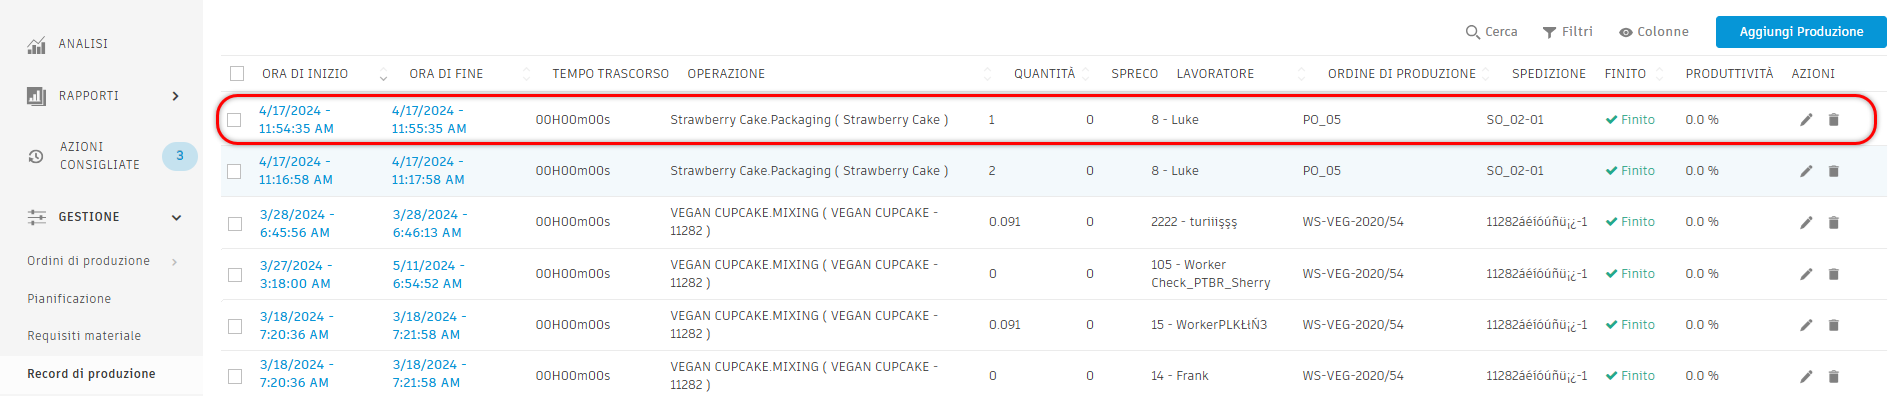 ANALISI
RAPPORTI
AZIONI
CONSIGLIATE
3
GESTIONE
Ordini di produzione
Pianificazione
Requisiti materiale
Record di produzione
Cerca Filtri Colonne Aggiungi Produzione
ORA DI INIZIO ORA DI FINE TEMPO TRASCORSO OPERAZIONE QUANTITÀ SPRECO LAVORATORE ORDINE DI PRODUZIONE SPEDIZIONE FINITO PRODUTTIVITÀ AZIONI
4/17/2024 - 4/17/2024 -
11:54:35 AM 11:55:35 AM 00H00m00s Strawberry Cake.Packaging ( Strawberry Cake ) 1 0 8 - Luke PO_05 SO_02-01 Finito 0.0 %
4/17/2024 - 4/17/2024 -
11:16:58 AM 11:17:58 AM 00H00m00s Strawberry Cake.Packaging ( Strawberry Cake ) 2 0 8 - Luke PO_05 SO_02-01 Finito 0.0 %
3/28/2024 - 3/28/2024 - VEGAN CUPCAKE.MIXING ( VEGAN CUPCAKE -
6:45:56 AM 6:46:13 AM 00H00m00s 11282 ) 0.091 0 2222 - turiiişşş WS-VEG-2020/54 11282áéíóúñü¡¿-1 Finito 0.0 %
3/27/2024 - 5/11/2024 - VEGAN CUPCAKE.MIXING ( VEGAN CUPCAKE - 105 - Worker
3:18:00 AM 6:54:52 AM 00H00m00s 11282 ) 0 0 Check_PTBR_Sherry WS-VEG-2020/54 11282áéíóúñü¡¿-1 Finito 0.0 %
3/18/2024 - 3/18/2024 - VEGAN CUPCAKE.MIXING ( VEGAN CUPCAKE -
7:20:36 AM 7:21:58 AM 00H00m00s 11282 ) 0.091 0 15 - WorkerPLKŁłŃ3 WS-VEG-2020/54 11282áéíóúñü¡¿-1 Finito 0.0 %
3/18/2024 - 3/18/2024 - VEGAN CUPCAKE.MIXING ( VEGAN CUPCAKE -
7:20:36 AM 7:21:58 AM 00H00m00s 11282 ) 0 0 14 - Frank WS-VEG-2020/54 11282áéíóúñü¡¿-1 Finito 0.0 %